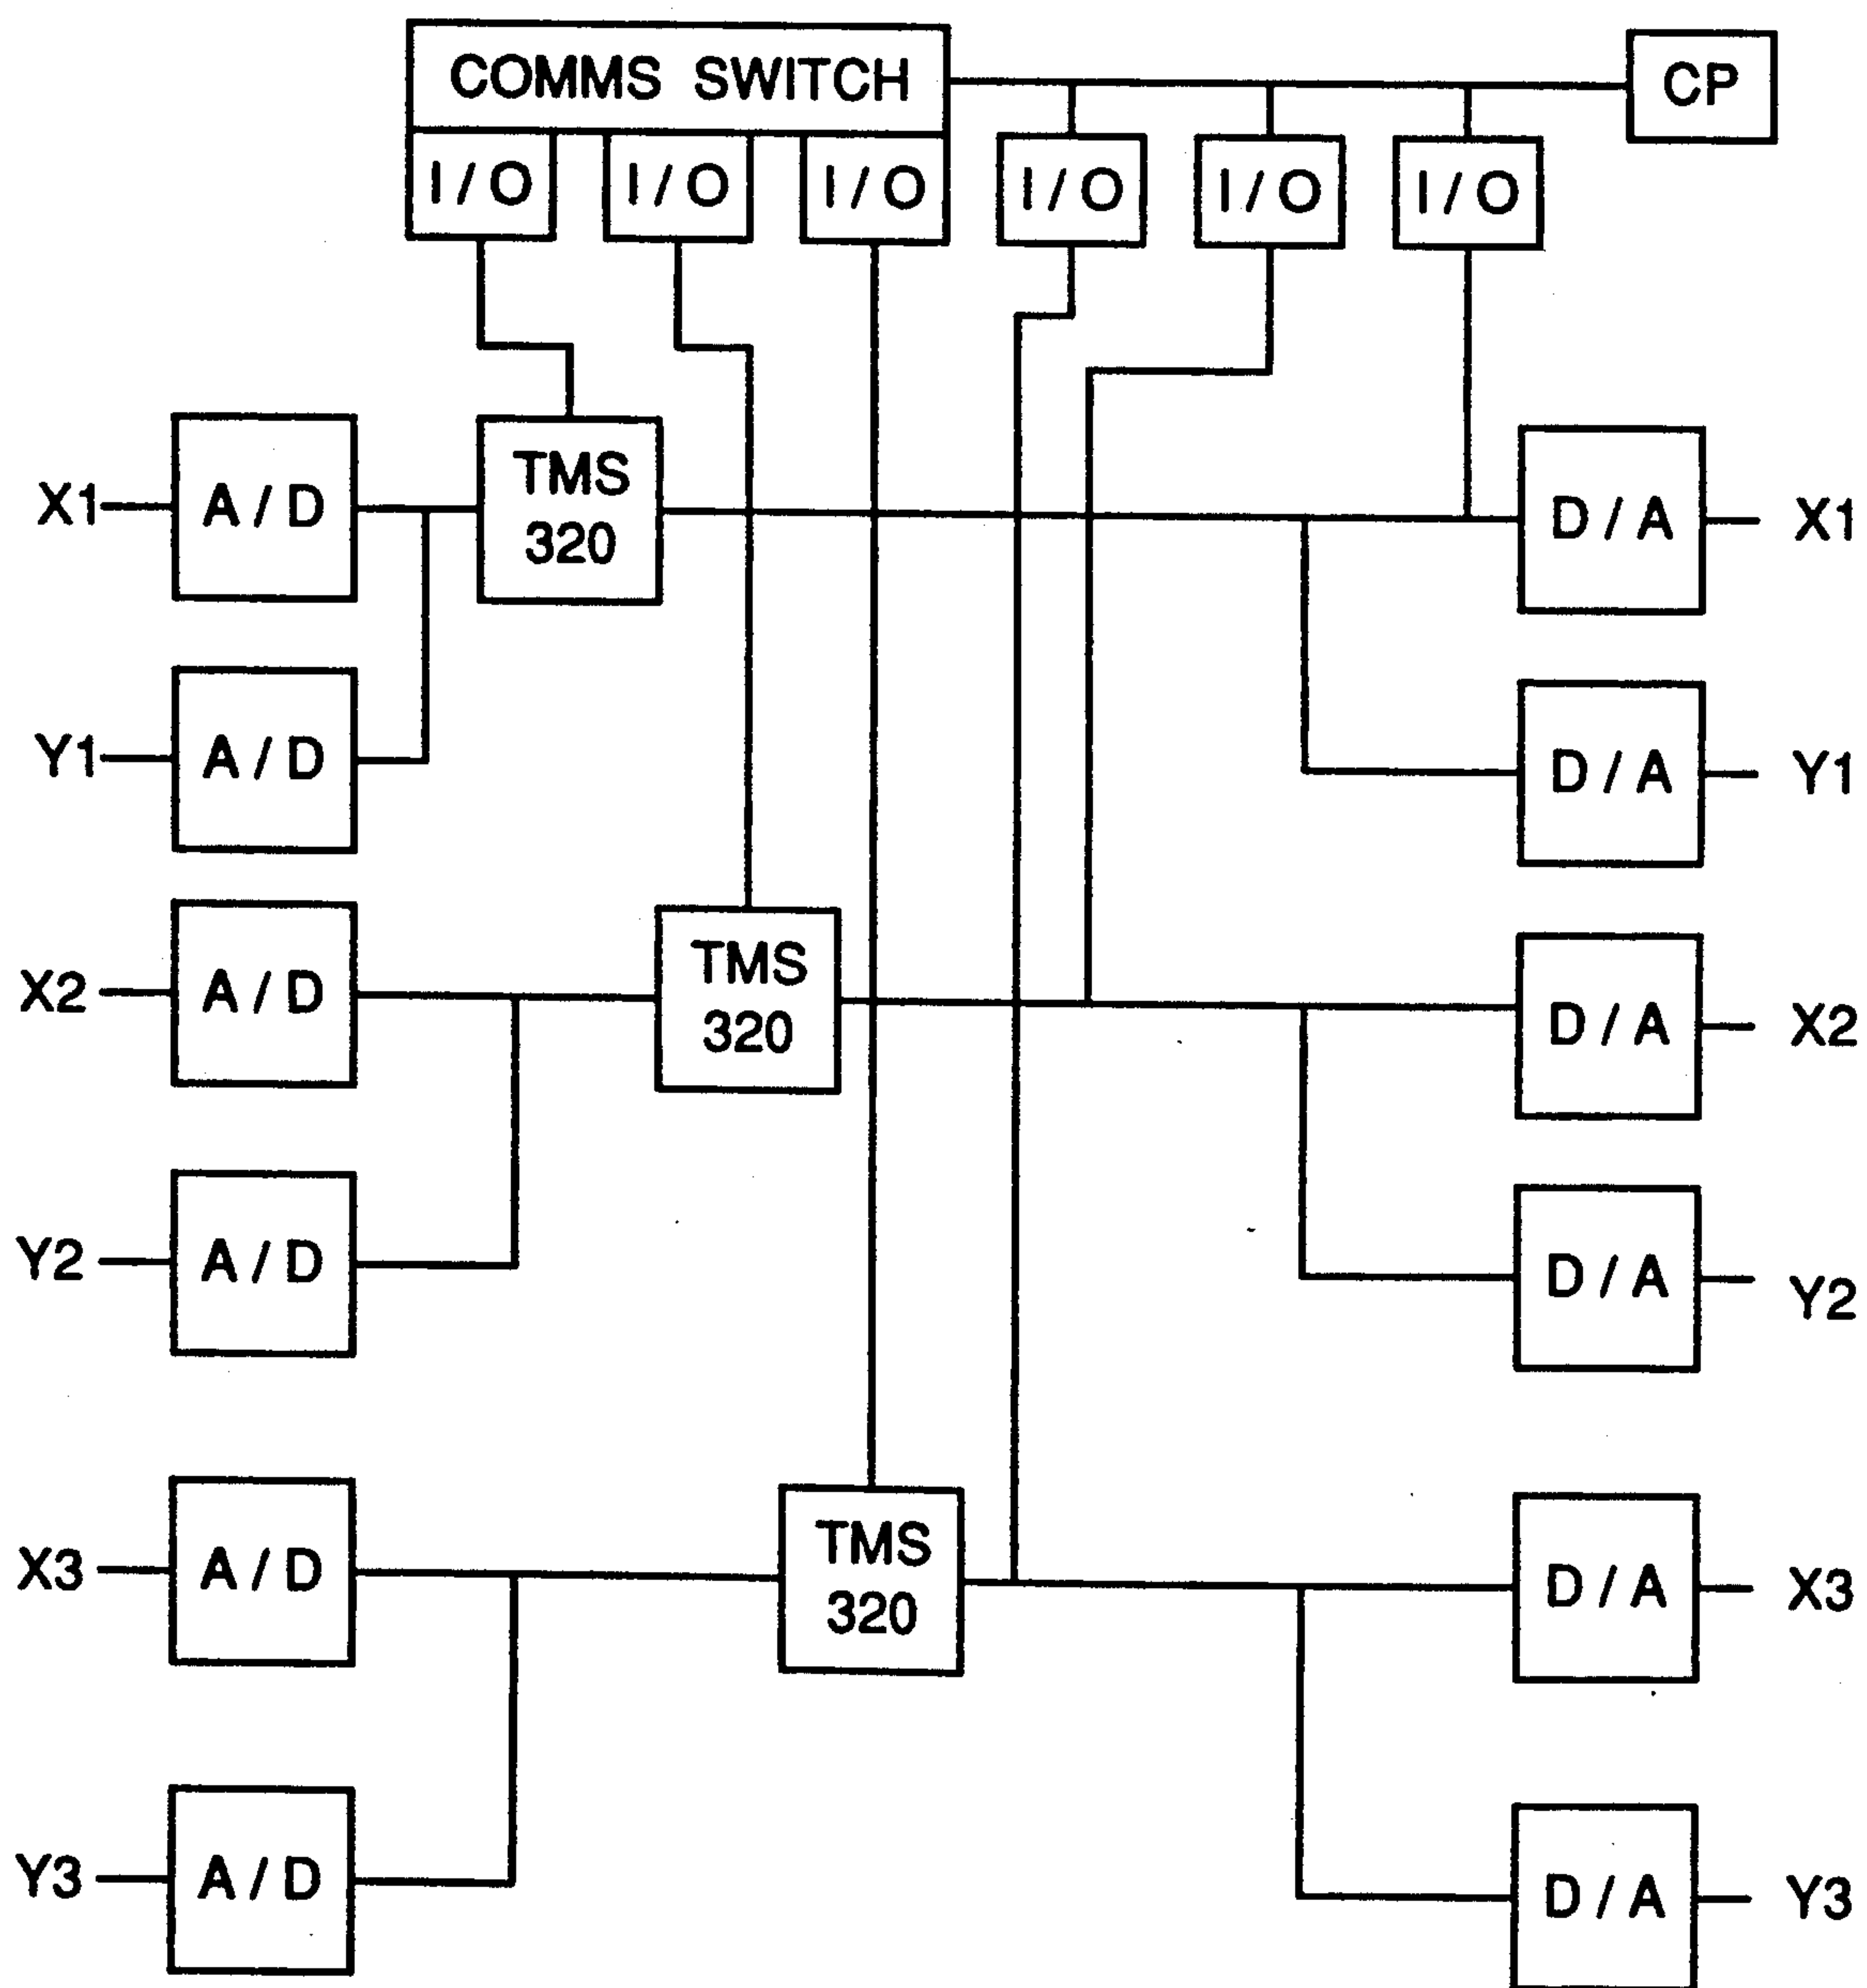 COMMS SWITCH
CP
I/O
I/O
I/O
I/O
I/O
I/O
X1
A/D
TMS
320
D/A
X1
Y1
A/D
D/A
Y1
X2
A/D
TMS
320
D/A
X2
Y2
A/D
D/A
Y2
X3
A/D
TMS
320
D/A
X3
Y3
A/D
D/A
Y3